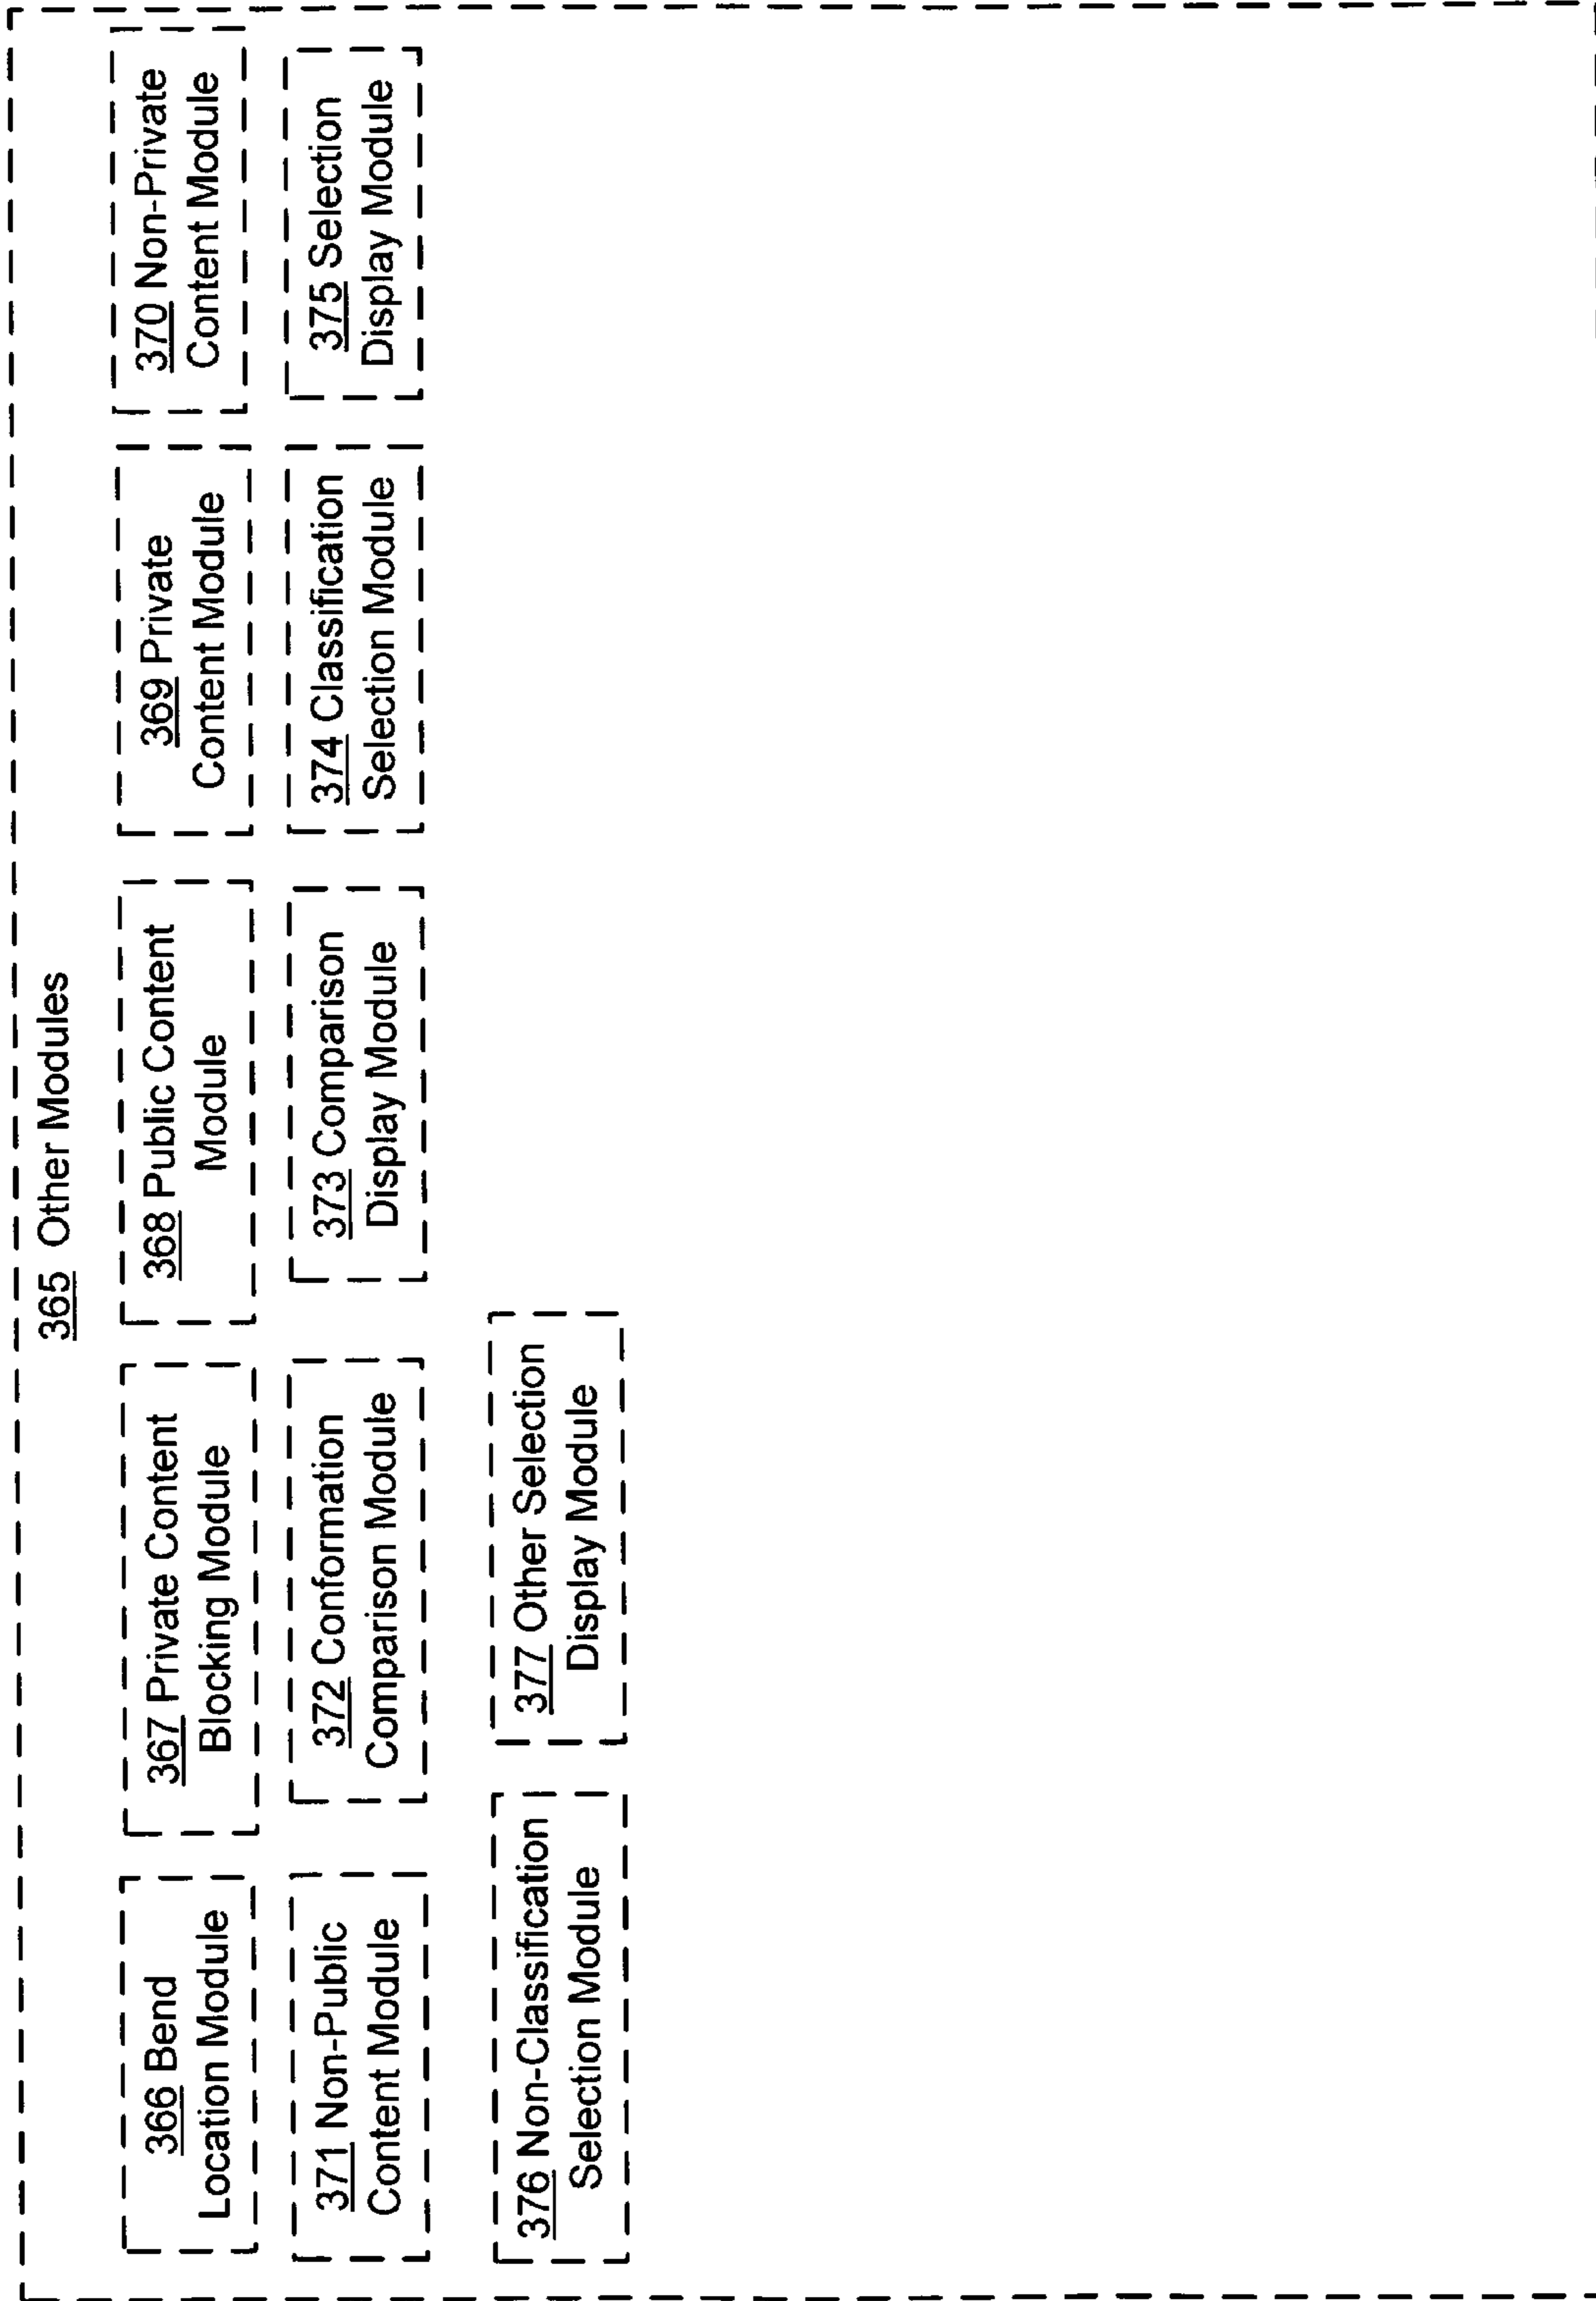 365 Other Modules
366 Bend
Location Module
367 Private Content
Blocking Module
368 Public Content
Module
369 Private
Content Module
370 Non-Private
Content Module
371 Non-Public
Content Module
372 Conformation
Comparison Module
373 Comparison
Display Module
374 Classification
Selection Module
375 Selection
Display Module
376 Non-Classification
Selection Module
377 Other Selection
Display Module